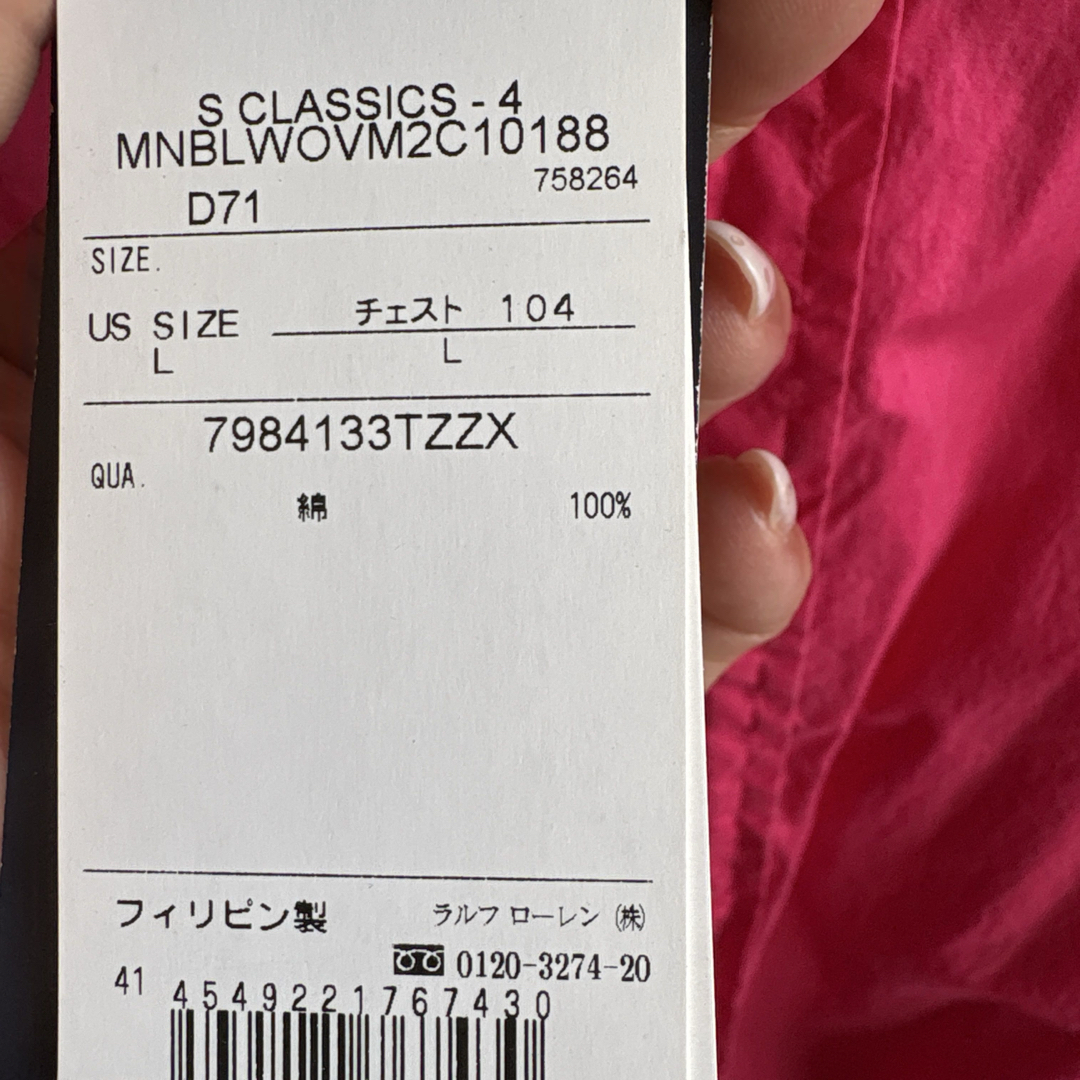 S CLASSICS - 4
MNBLWOVM2C10188
758264
D71
SIZE.
US SIZE チェスト 104
L L
7984133TZZX
QUA.
綿 100%
フィリピン製 ラルフ ローレン (株)
0120-3274-20
41
4549221767430